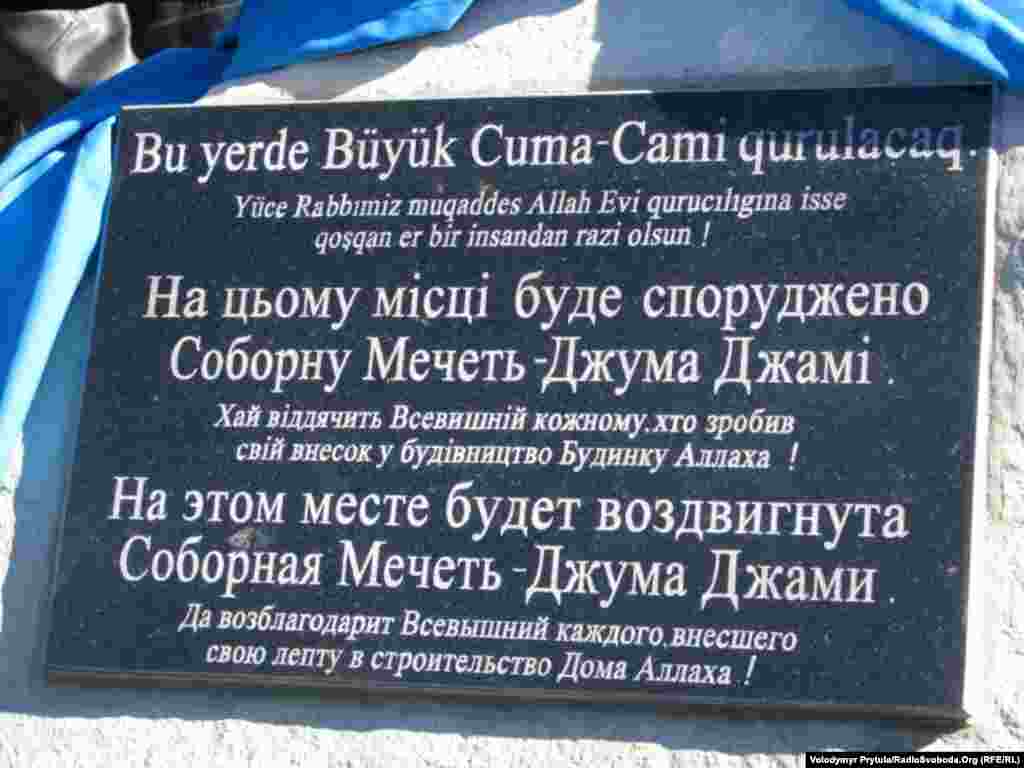 Bu yerde Büyük Cuma-Cami qurulacaq.
Yüce Rabbımiz muqaddes Allah Evi qurucılıgına isse
qoşqan er bir insandan razi olsun !
На цьому місці буде споруджено
Соборну Мечеть -Джума Джамі .
Хай віддячить Всевишній кожному, хто зробив
свій внесок у будівництво Будинку Аллаха !
На этом месте будет воздвигнута
Соборная Мечеть -Джума Джами .
Да возблагодарит Всевышний каждого, внесшего
свою лепту в строительство Дома Аллаха !
Volodymyr Prytula/RadioSvoboda.Org (RFE/RL)